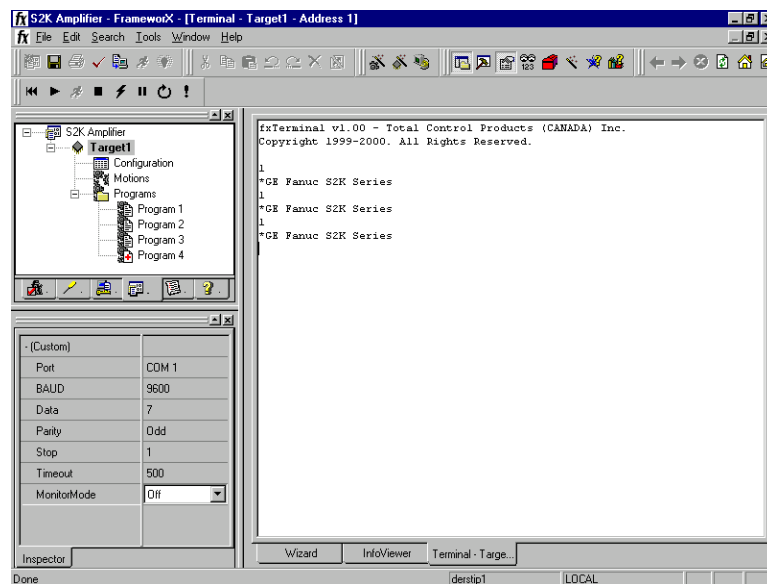 S2K Amplifier - FrameworX - [Terminal - Target1 - Address 1]
File Edit Search Tools Window Help
S2K Amplifier
Target1
Configuration
Motions
Programs
Program 1
Program 2
Program 3
Program 4
fxTerminal v1.00 - Total Control Products (CANADA) Inc.
Copyright 1999-2000. All Rights Reserved.
1
*GE Fanuc S2K Series
1
*GE Fanuc S2K Series
1
*GE Fanuc S2K Series
- (Custom)
Port COM 1
BAUD 9600
Data 7
Parity Odd
Stop 1
Timeout 500
MonitorMode Off
Inspector
Wizard InfoViewer Terminal - Targe...
Done derstip1 LOCAL